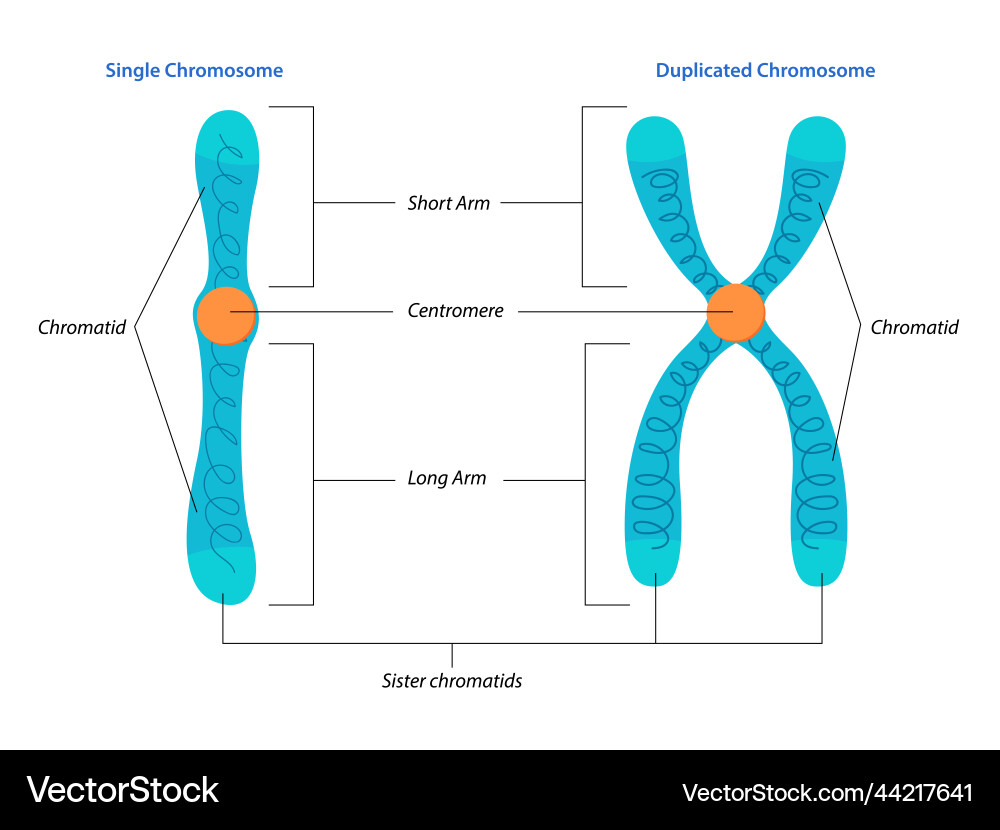 Single Chromosome
Duplicated Chromosome
Short Arm
Centromere
Chromatid
Chromatid
Long Arm
Sister chromatids
VectorStock
VectorStock.com/44217641